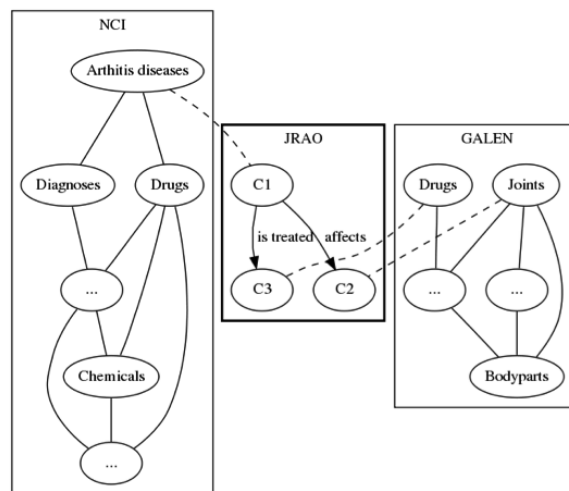 NCI
Arthitis diseases
JRAO
GALEN
Diagnoses
Drugs
C1
Drugs
Joints
is treated
affects
...
C3
C2
...
...
Chemicals
Bodyparts
...